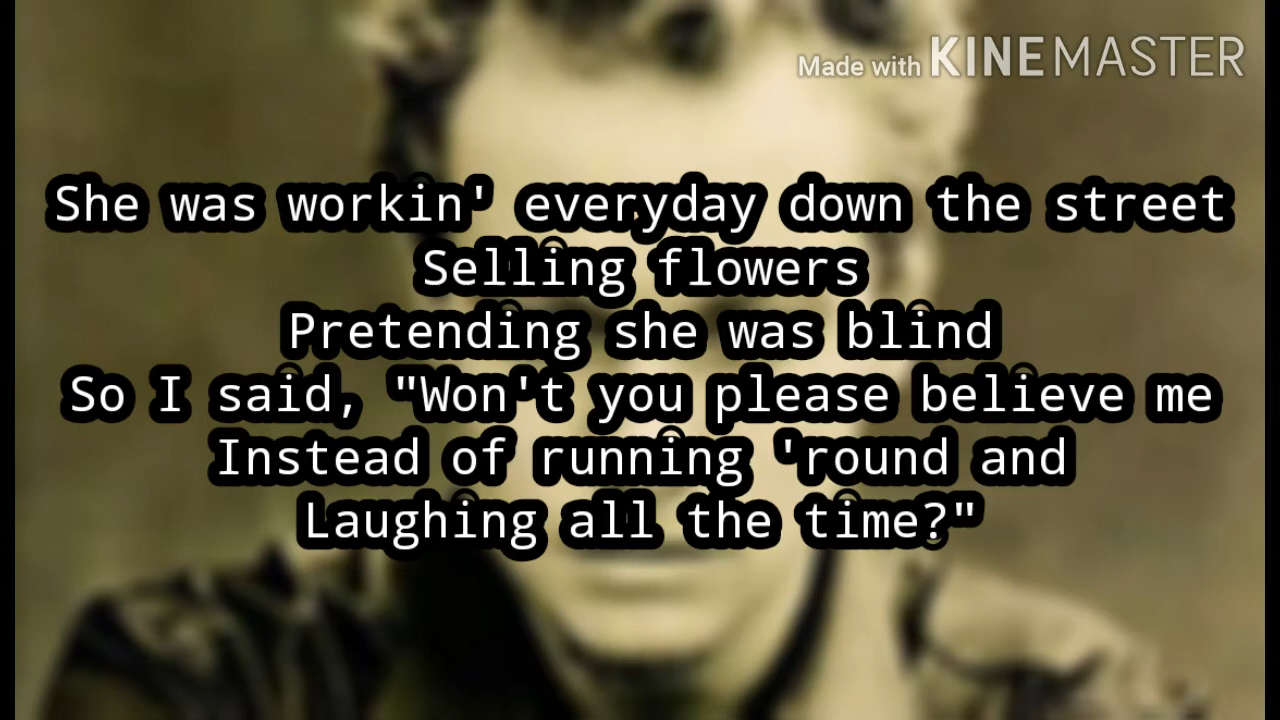 Made with KINEMASTER
She was workin' everyday down the street
Selling flowers
Pretending she was blind
So I said, "Won't you please believe me
Instead of running 'round and
Laughing all the time?"